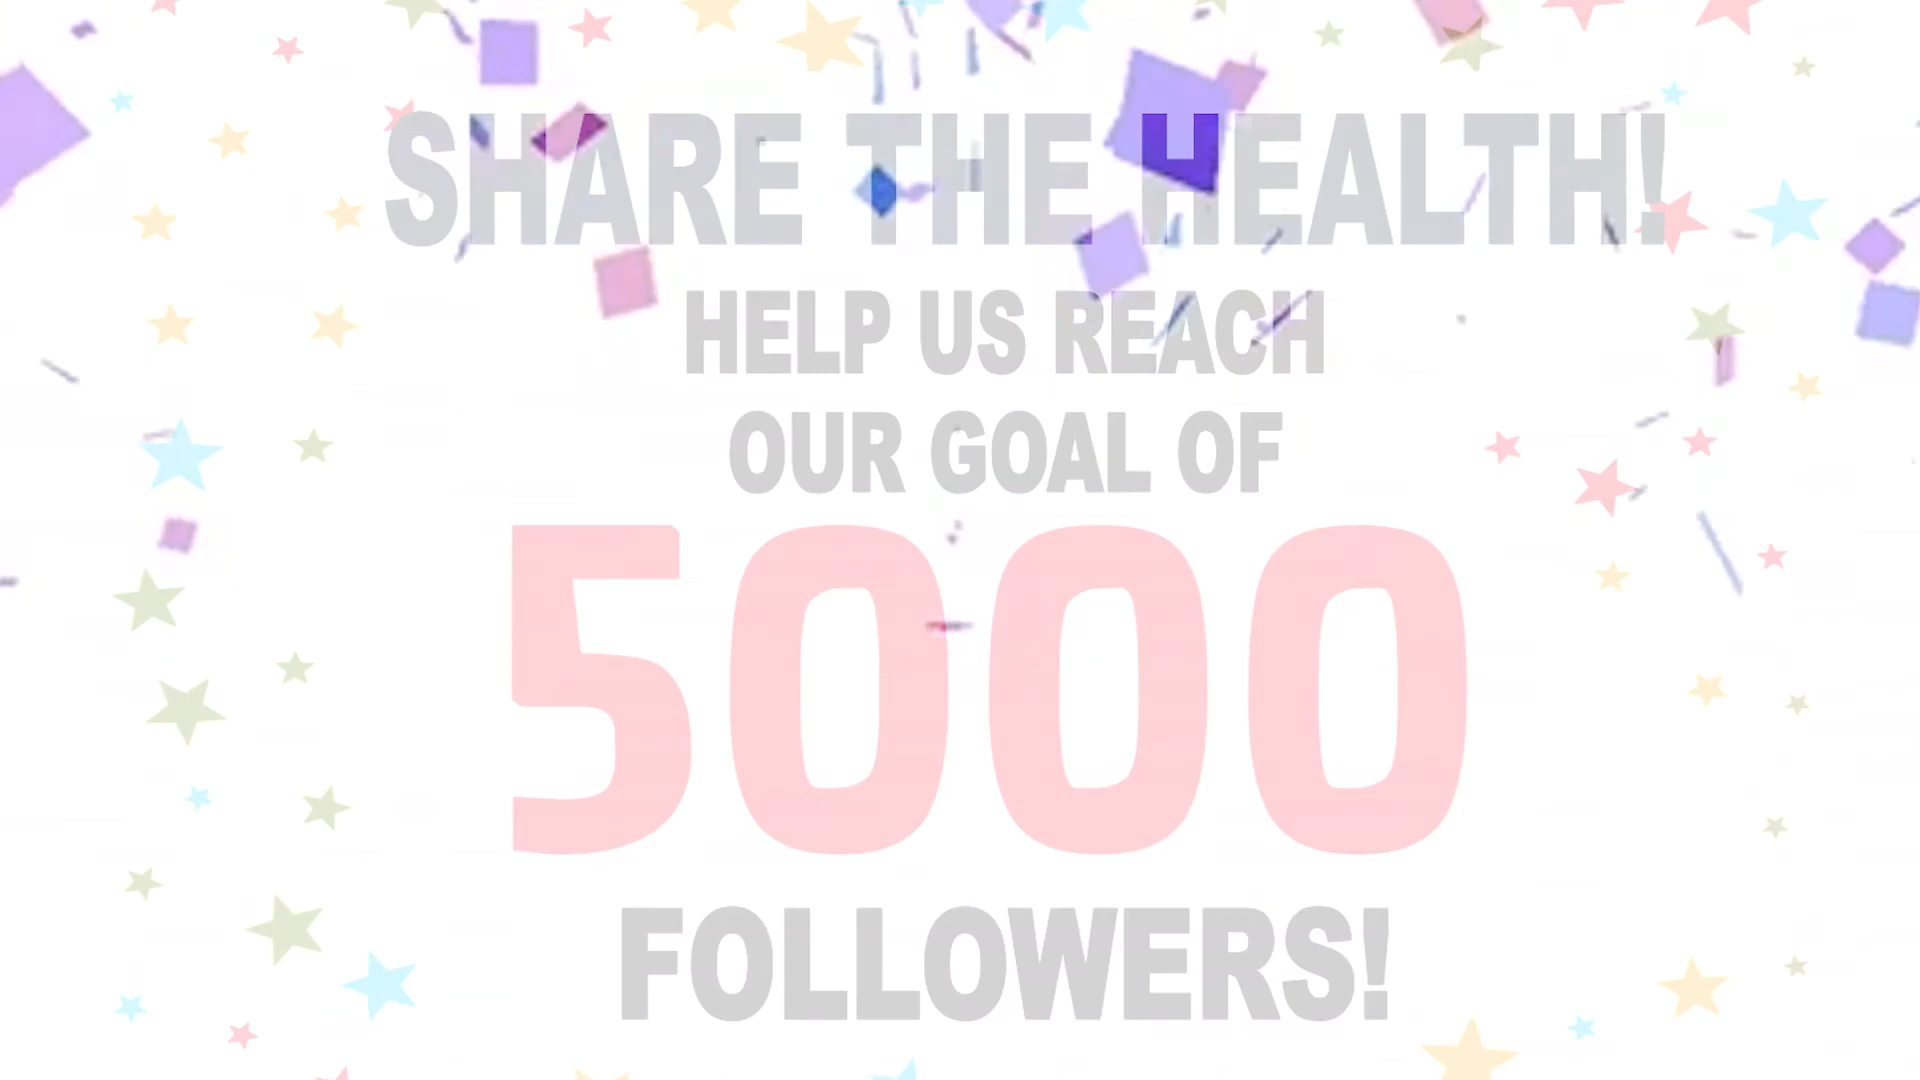 SHARE THE HEALTH!
HELP US REACH
OUR GOAL OF
5000
FOLLOWERS!